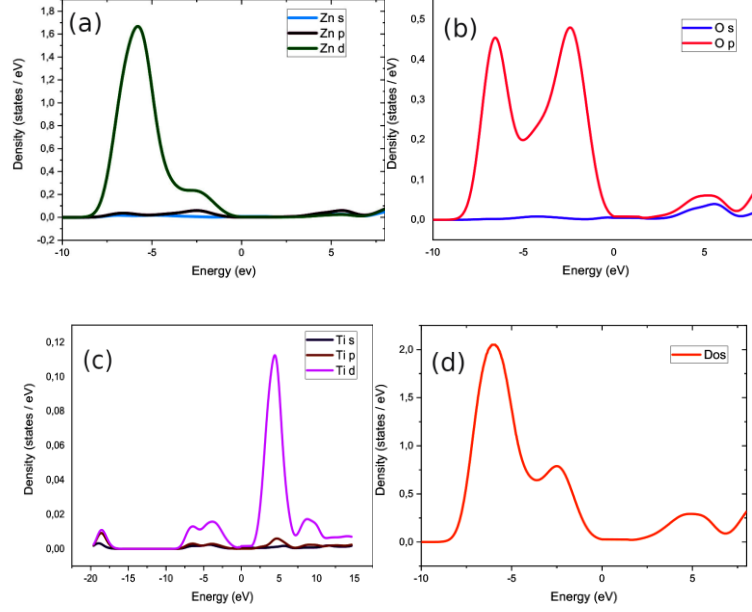 (a)
Zn s
Zn p
Zn d
1,8
1,6
1,4
1,2
1,0
0,8
0,6
0,4
0,2
0,0
-0,2
Density (states / eV)
-10 -5 0 5
Energy (ev)
(b)
O s
O p
0,5
0,4
0,3
0,2
0,1
0,0
Density (states / eV)
-10 -5 0 5
Energy (eV)
(c)
Ti s
Ti p
Ti d
0,12
0,10
0,08
0,06
0,04
0,02
0,00
Density (states / eV)
-20 -15 -10 -5 0 5 10 15
Energy (eV)
(d)
Dos
2,0
1,5
1,0
0,5
0,0
Density (states / eV)
-10 -5 0 5
Energy (eV)